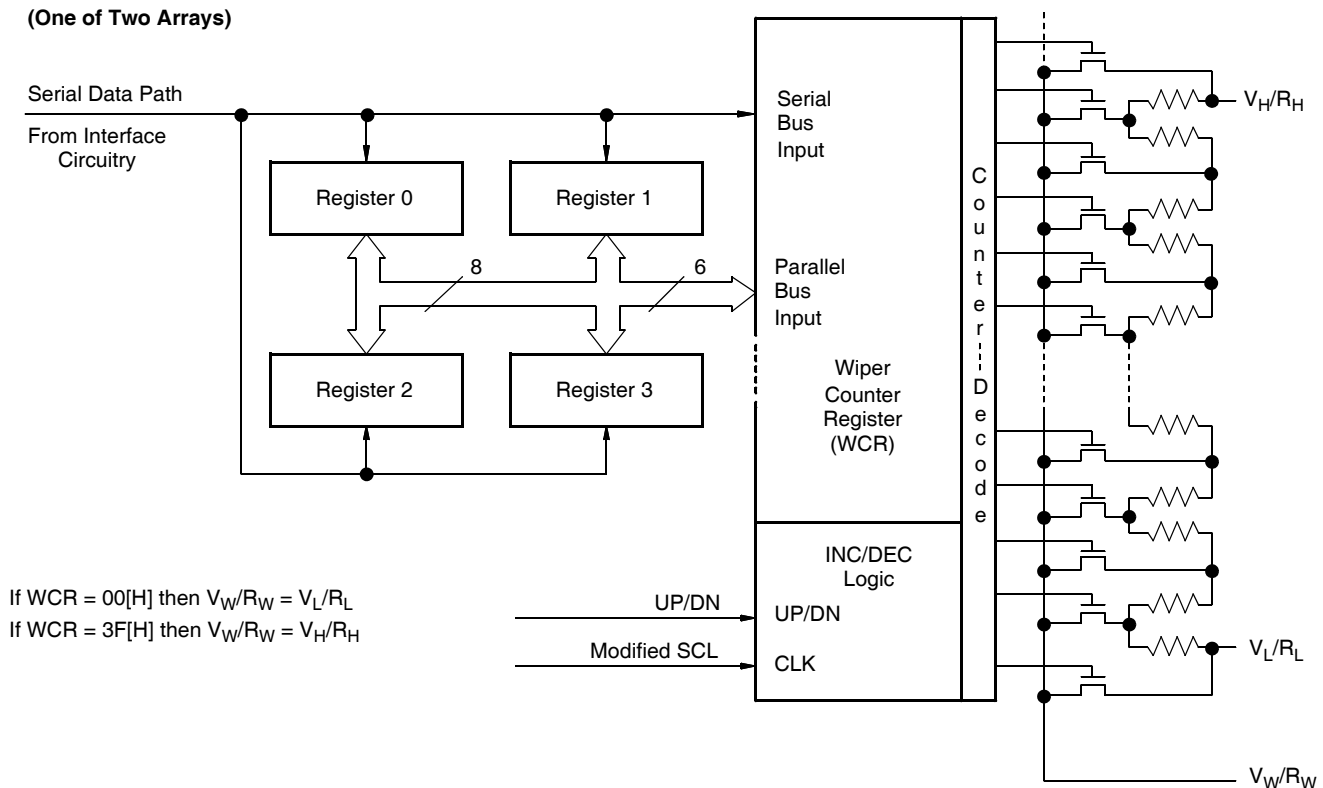 (One of Two Arrays)
Serial Data Path
From Interface
Circuitry
Register 0
Register 1
8
6
Register 2
Register 3
Serial
Bus
Input
Parallel
Bus
Input
Wiper
Counter
Register
(WCR)
INC/DEC
Logic
UP/DN
UP/DN
Modified SCL
CLK
Counter
Decode
If WCR = 00[H] then VW/RW = VL/RL
If WCR = 3F[H] then VW/RW = VH/RH
VH/RH
VL/RL
VW/RW